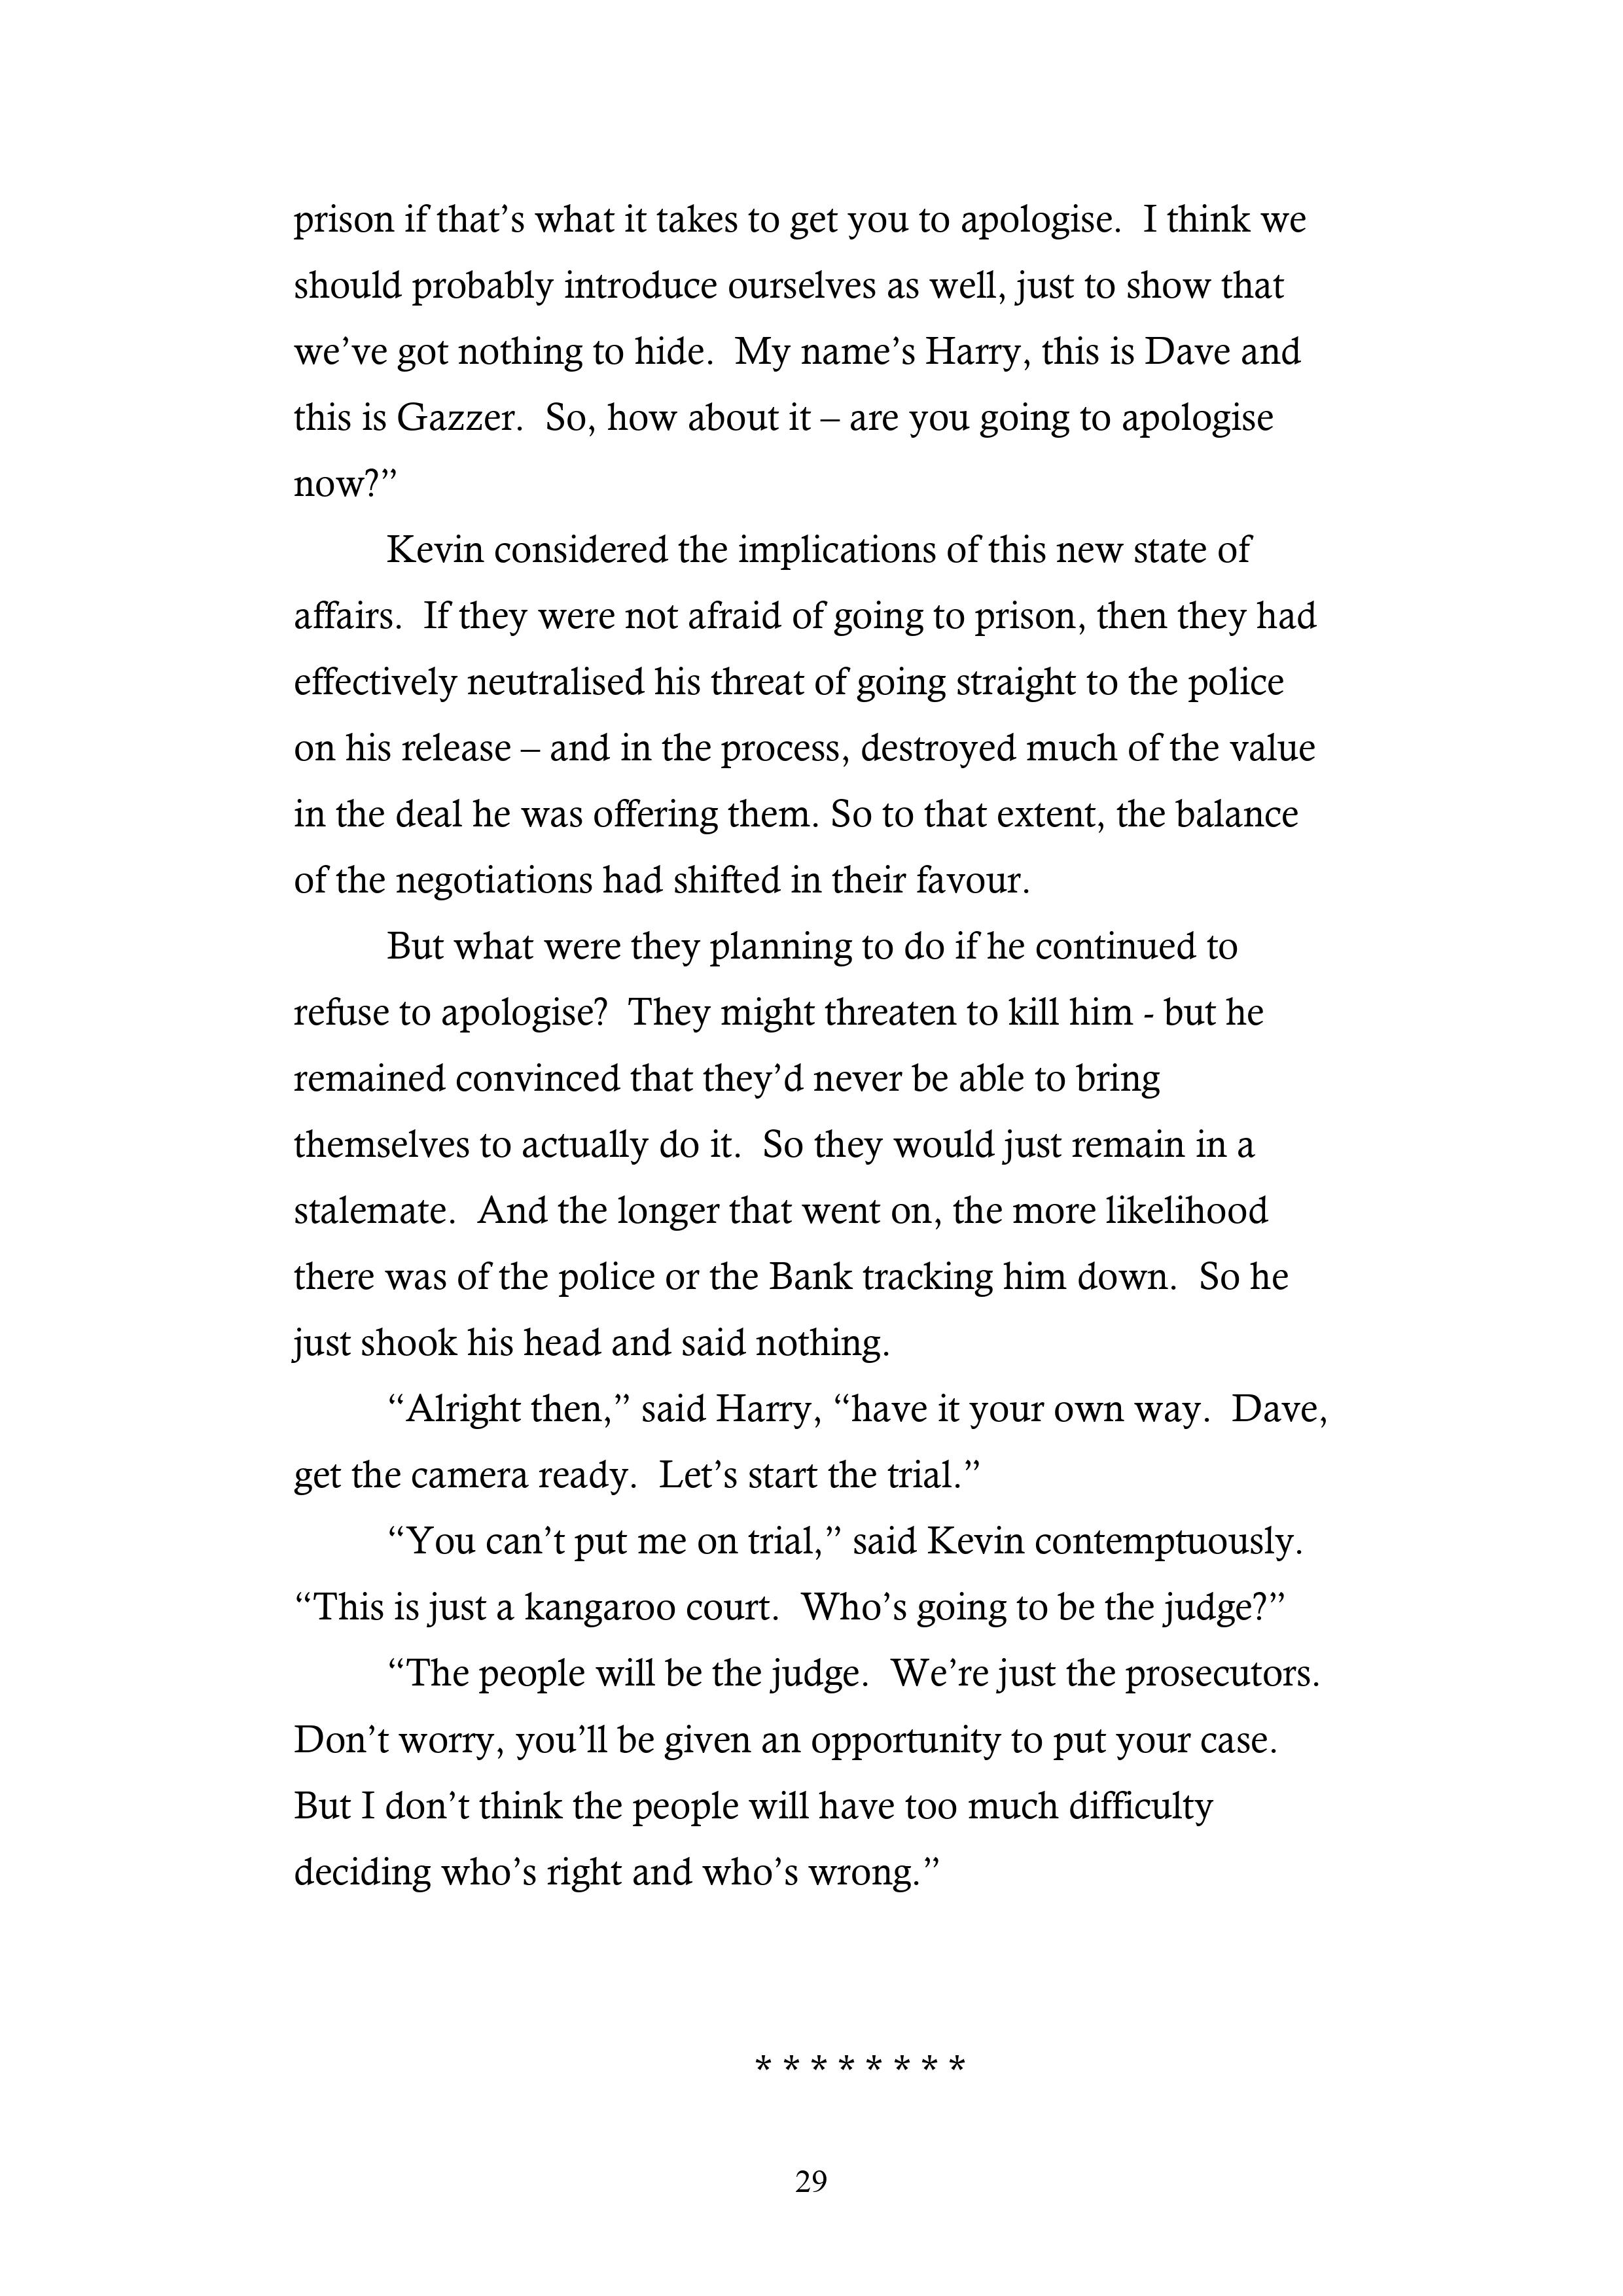 prison if that’s what it takes to get you to apologise.  I think we
should probably introduce ourselves as well, just to show that
we’ve got nothing to hide.  My name’s Harry, this is Dave and
this is Gazzer.  So, how about it – are you going to apologise
now?”
Kevin considered the implications of this new state of
affairs.  If they were not afraid of going to prison, then they had
effectively neutralised his threat of going straight to the police
on his release – and in the process, destroyed much of the value
in the deal he was offering them. So to that extent, the balance
of the negotiations had shifted in their favour.
But what were they planning to do if he continued to
refuse to apologise?  They might threaten to kill him - but he
remained convinced that they’d never be able to bring
themselves to actually do it.  So they would just remain in a
stalemate.  And the longer that went on, the more likelihood
there was of the police or the Bank tracking him down.  So he
just shook his head and said nothing.
“Alright then,” said Harry, “have it your own way.  Dave,
get the camera ready.  Let’s start the trial.”
“You can’t put me on trial,” said Kevin contemptuously.
“This is just a kangaroo court.  Who’s going to be the judge?”
“The people will be the judge.  We’re just the prosecutors.
Don’t worry, you’ll be given an opportunity to put your case.
But I don’t think the people will have too much difficulty
deciding who’s right and who’s wrong.”
* * * * * * * *
29